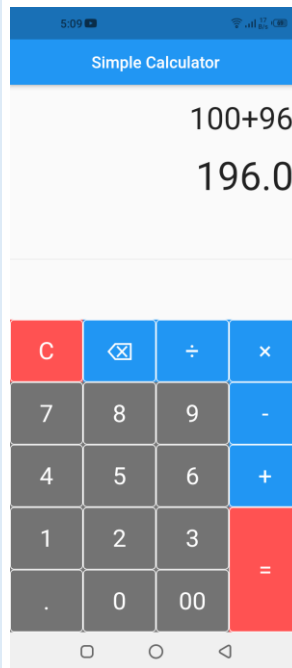 5:09
Simple Calculator
100+96
196.0
C ÷ ×
7 8 9 -
4 5 6 +
1 2 3 =
. 0 00